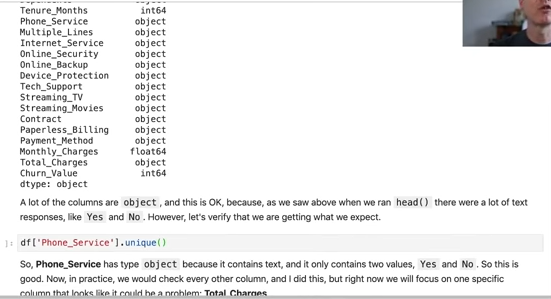 Tenure_Months int64
Phone_Service object
Multiple_Lines object
Internet_Service object
Online_Security object
Online_Backup object
Device_Protection object
Tech_Support object
Streaming_TV object
Streaming_Movies object
Contract object
Paperless_Billing object
Payment_Method object
Monthly_Charges float64
Total_Charges object
Churn_Value int64
dtype: object
A lot of the columns are object, and this is OK, because, as we saw above when we ran head() there were a lot of text
responses, like Yes and No. However, let's verify that we are getting what we expect.
]: df['Phone_Service'].unique()
So, Phone_Service has type object because it contains text, and it only contains two values, Yes and No. So this is
good. Now, in practice, we would check every other column, and I did this, but right now we will focus on one specific
column that looks like it could be a problem: Total_Charges